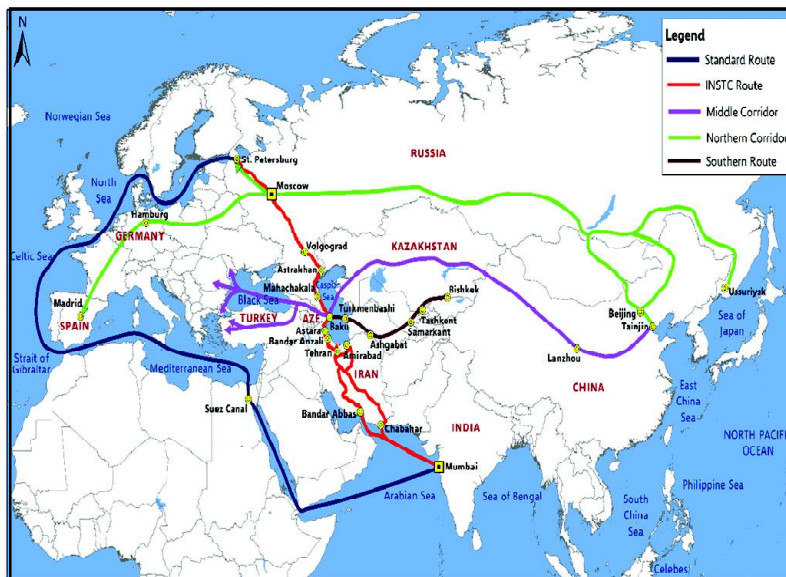 N
Legend
Standard Route
INSTC Route
Middle Corridor
Northern Corridor
Southern Route
Norwegian Sea
RUSSIA
St. Petersburg
North
Sea
Moscow
Hamburg
GERMANY
Celtic Sea
Volgograd
KAZAKHSTAN
Astrakhan
Mahachakala
Caspian
Sea
Bishkek
Ussuriysk
Madrid
Black Sea
Turkmenbashi
SPAIN
TURKEY
AZE
Baku
Tashkent
Beijing
Tainjin
Sea of
Japan
Astara
Samarkant
Bandar Anzali
Ashgabat
Strait of
Gibraltar
Tehran
Amirabad
Lanzhou
Mediterranean Sea
IRAN
CHINA
East
China Sea
Suez Canal
Bandar Abbas
Chabahar
INDIA
NORTH PACIFIC
OCEAN
Mumbai
Arabian Sea
Sea of Bengal
Philippine Sea
South
China
Sea
Celebes